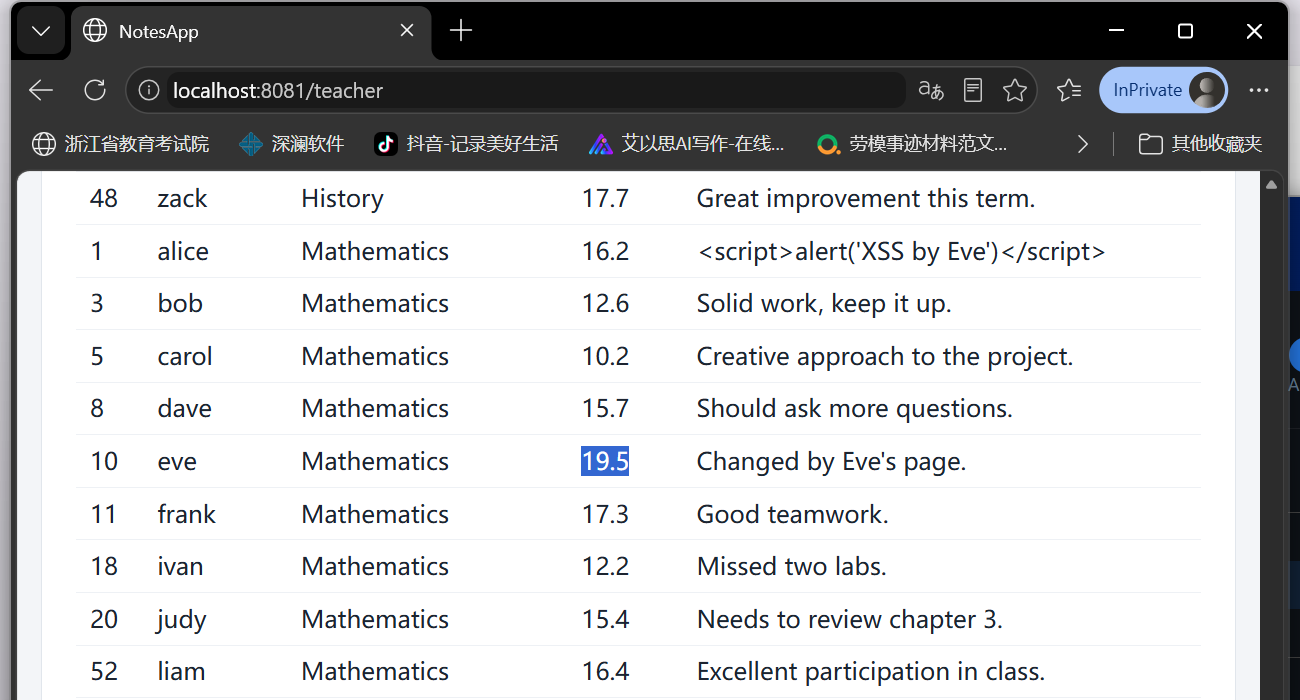 NotesApp
localhost:8081/teacher
InPrivate
浙江省教育考试院 深澜软件 抖音-记录美好生活 艾以思AI写作-在线... 劳模事迹材料范文... 其他收藏夹
48 zack History 17.7 Great improvement this term.
1 alice Mathematics 16.2 <script>alert('XSS by Eve')</script>
3 bob Mathematics 12.6 Solid work, keep it up.
5 carol Mathematics 10.2 Creative approach to the project.
8 dave Mathematics 15.7 Should ask more questions.
10 eve Mathematics 19.5 Changed by Eve's page.
11 frank Mathematics 17.3 Good teamwork.
18 ivan Mathematics 12.2 Missed two labs.
20 judy Mathematics 15.4 Needs to review chapter 3.
52 liam Mathematics 16.4 Excellent participation in class.